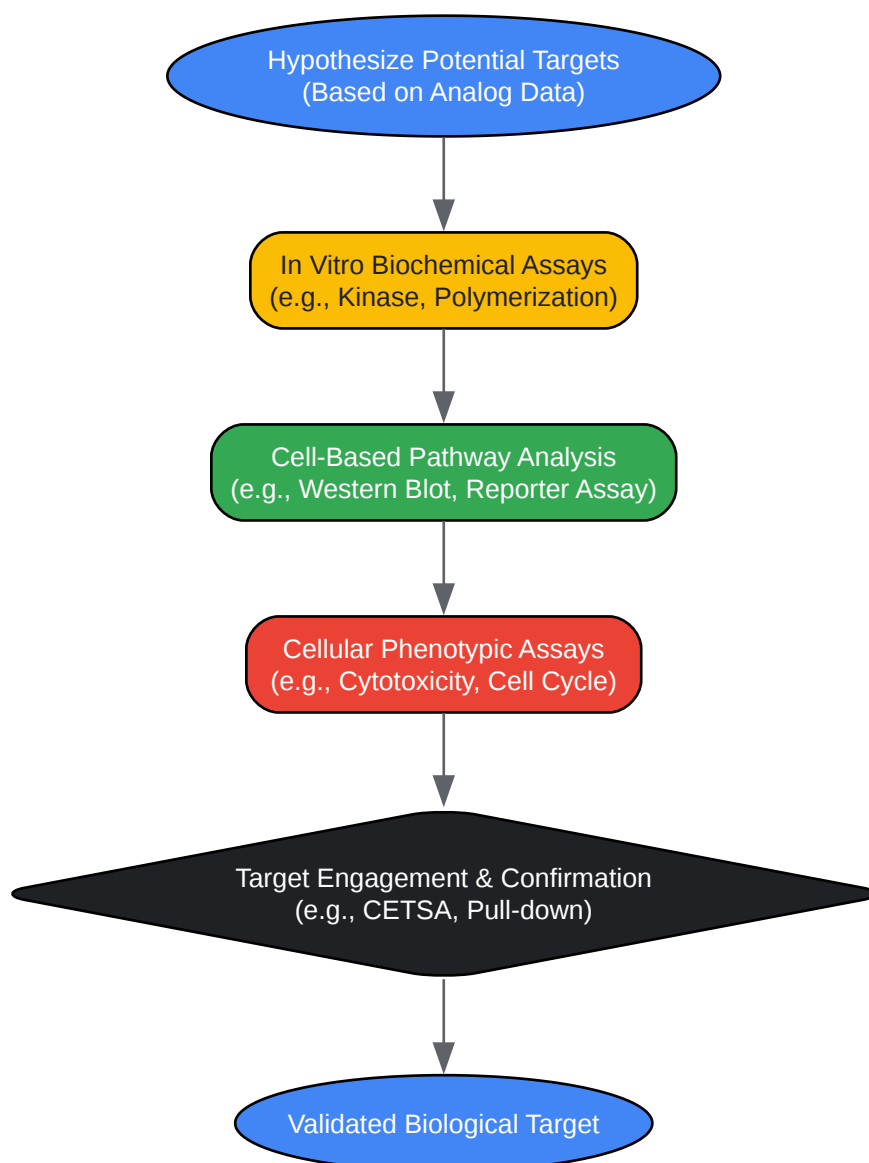 Hypothesize Potential Targets
(Based on Analog Data)
In Vitro Biochemical Assays
(e.g., Kinase, Polymerization)
Cell-Based Pathway Analysis
(e.g., Western Blot, Reporter Assay)
Cellular Phenotypic Assays
(e.g., Cytotoxicity, Cell Cycle)
Target Engagement & Confirmation
(e.g., CETSA, Pull-down)
Validated Biological Target